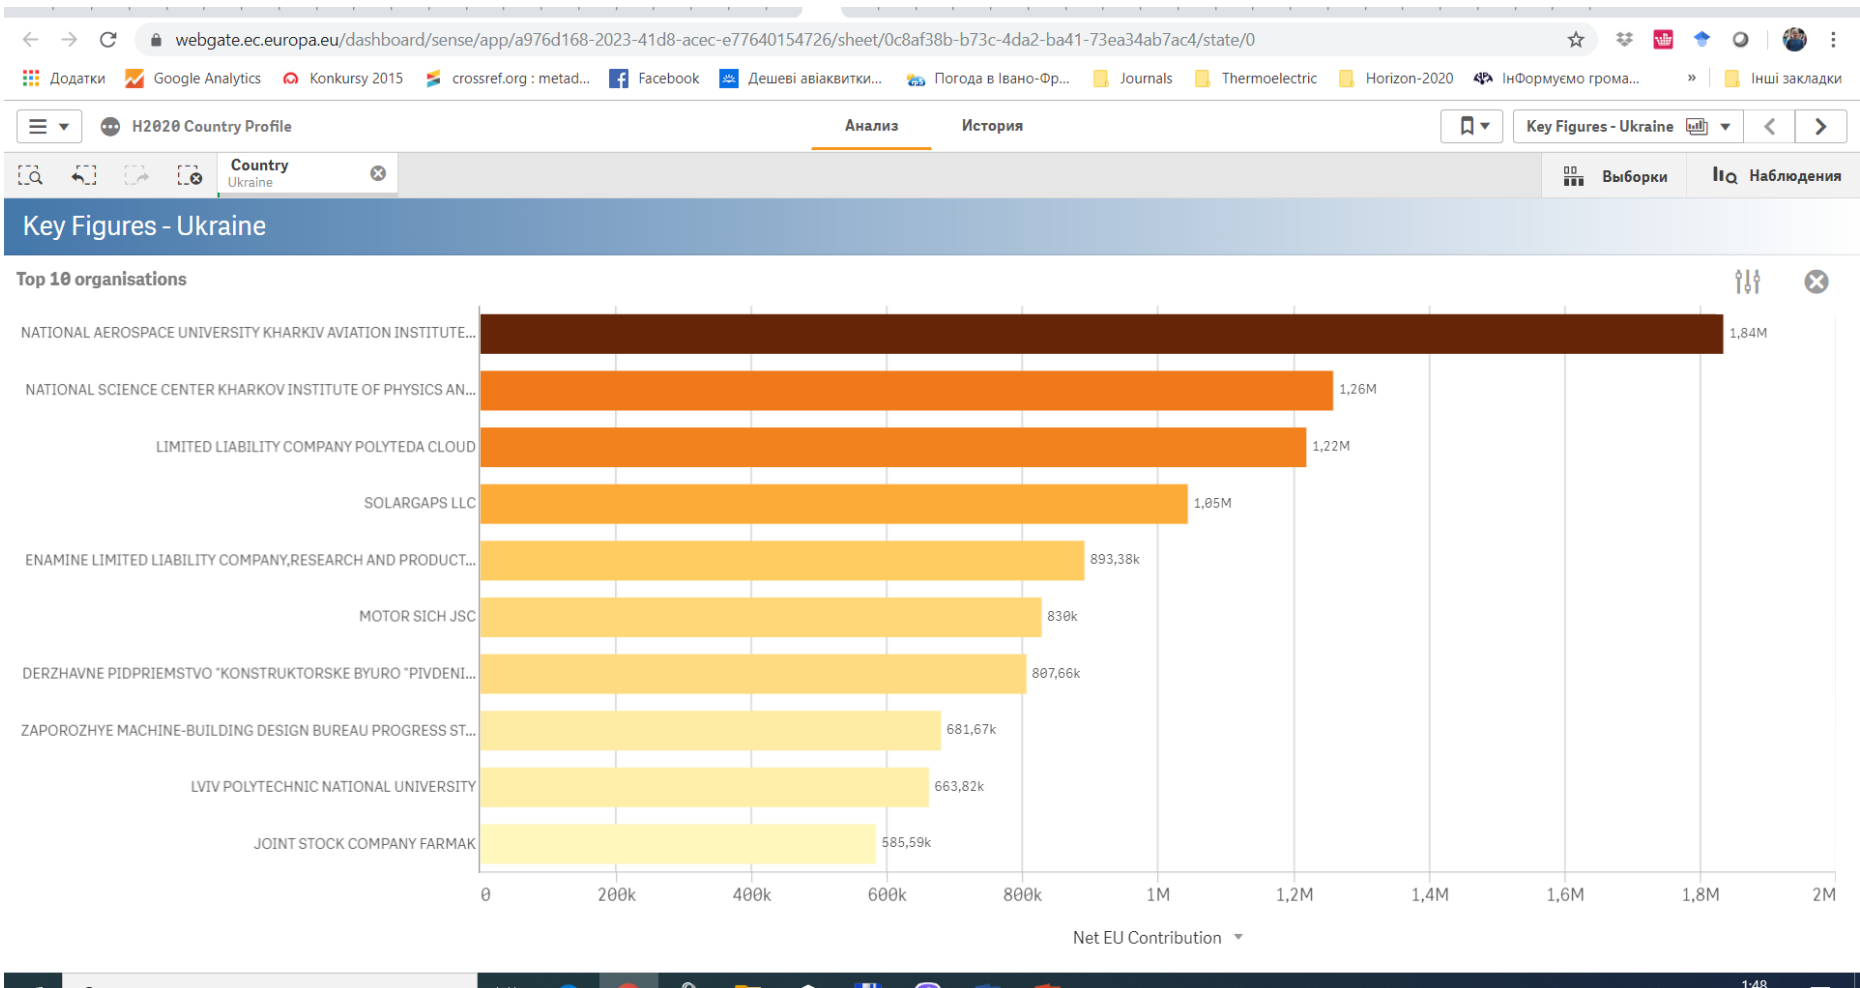 webgate.ec.europa.eu/dashboard/sense/app/a976d168-2023-41d8-acec-e77640154726/sheet/0c8af38b-b73c-4da2-ba41-73ea34ab7ac4/state/0
Додатки Google Analytics Konkursy 2015 crossref.org : metad... Facebook Дешеві авіаквитки... Погода в Івано-Фр... Journals Thermoelectric Horizon-2020 ІнФормуємо грома... » Інші закладки
H2020 Country Profile Анализ История Key Figures - Ukraine
Country
Ukraine
Выборки Наблюдения
Key Figures - Ukraine
Top 10 organisations
NATIONAL AEROSPACE UNIVERSITY KHARKIV AVIATION INSTITUTE... 1,84M
NATIONAL SCIENCE CENTER KHARKOV INSTITUTE OF PHYSICS AN... 1,26M
LIMITED LIABILITY COMPANY POLYTEDA CLOUD 1,22M
SOLARGAPS LLC 1,05M
ENAMINE LIMITED LIABILITY COMPANY,RESEARCH AND PRODUCT... 893,38k
MOTOR SICH JSC 830k
DERZHAVNE PIDPRIEMSTVO "KONSTRUKTORSKE BYURO "PIVDENI... 807,66k
ZAPOROZHYE MACHINE-BUILDING DESIGN BUREAU PROGRESS ST... 681,67k
LVIV POLYTECHNIC NATIONAL UNIVERSITY 663,82k
JOINT STOCK COMPANY FARMAK 585,59k
0 200k 400k 600k 800k 1M 1,2M 1,4M 1,6M 1,8M 2M
Net EU Contribution
1:48